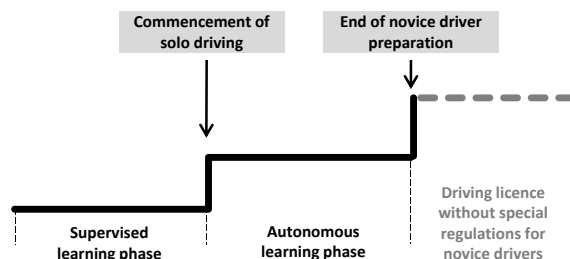 Commencement of
solo driving
End of novice driver
preparation
Supervised
learning phase
Autonomous
learning phase
Driving licence
without special
regulations for
novice drivers